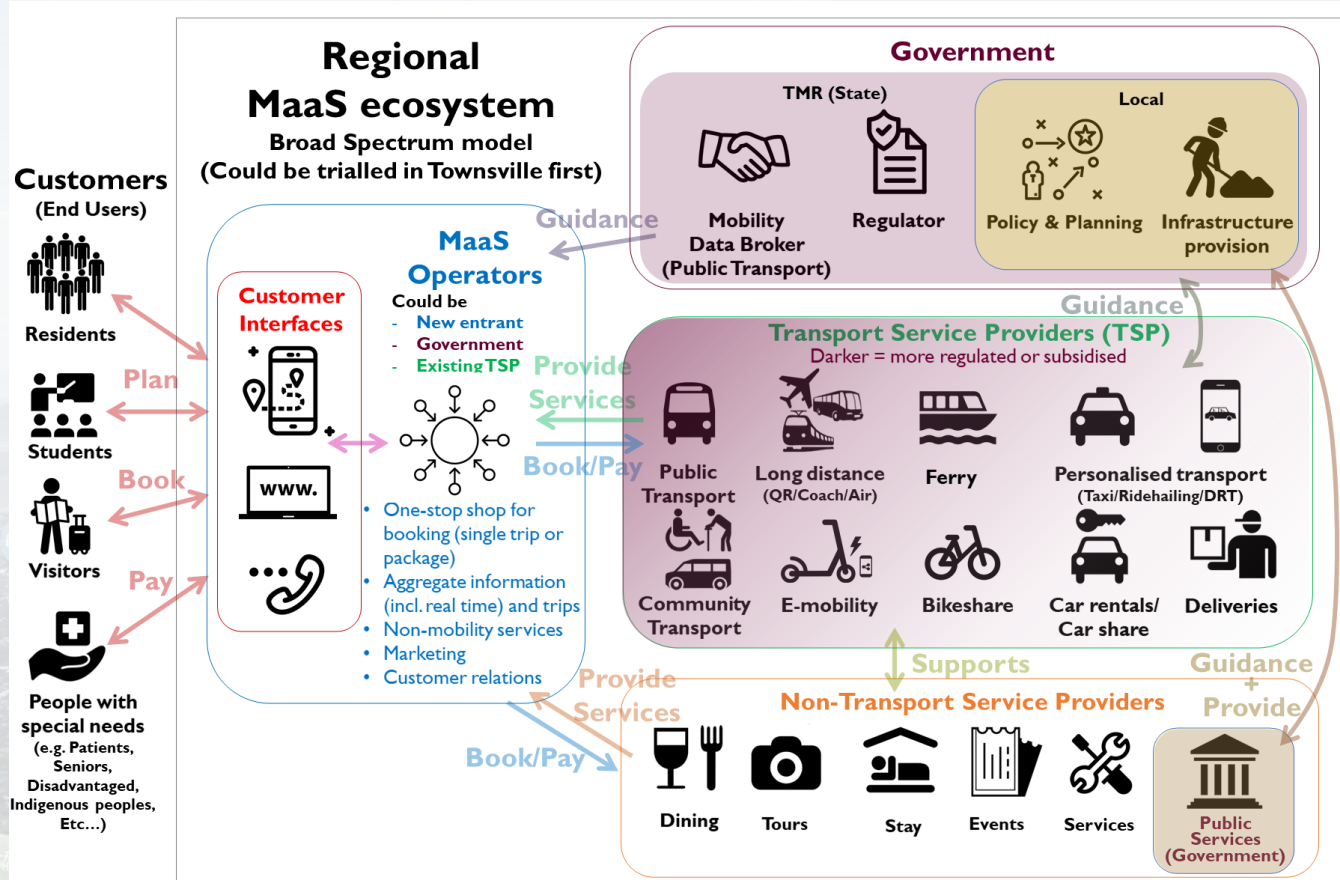 Regional
MaaS ecosystem
Broad Spectrum model
(Could be trialled in Townsville first)
Customers
(End Users)
Residents
Students
Visitors
People with
special needs
(e.g. Patients,
Seniors,
Disadvantaged,
Indigenous peoples,
Etc...)
Plan
Book
Pay
MaaS
Operators
Could be
- New entrant
- Government
- Existing TSP
Customer
Interfaces
www.
• One-stop shop for
booking (single trip or
package)
• Aggregate information
(incl. real time) and trips
• Non-mobility services
• Marketing
• Customer relations
Guidance
Provide
Services
Book/Pay
Provide
Services
Book/Pay
Government
TMR (State)
Mobility
Data Broker
(Public Transport)
Regulator
Local
Policy & Planning
Infrastructure
provision
Guidance
Transport Service Providers (TSP)
Darker = more regulated or subsidised
Public
Transport
Long distance
(QR/Coach/Air)
Ferry
Personalised transport
(Taxi/Ridehailing/DRT)
Community
Transport
E-mobility
Bikeshare
Car rentals/
Car share
Deliveries
Supports
Guidance
+
Provide
Non-Transport Service Providers
Dining
Tours
Stay
Events
Services
Public
Services
(Government)